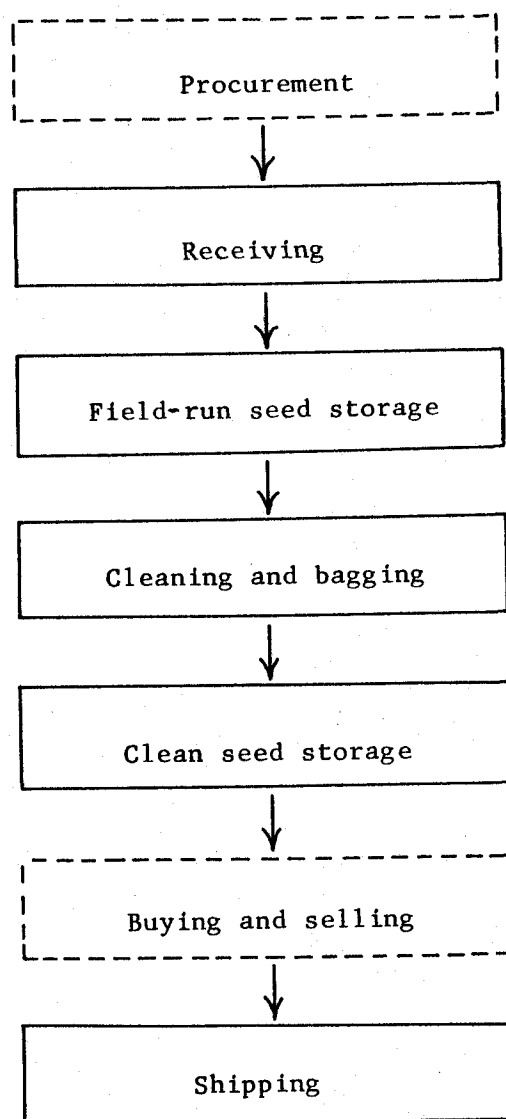 Procurement
Receiving
Field-run seed storage
Cleaning and bagging
Clean seed storage
Buying and selling
Shipping